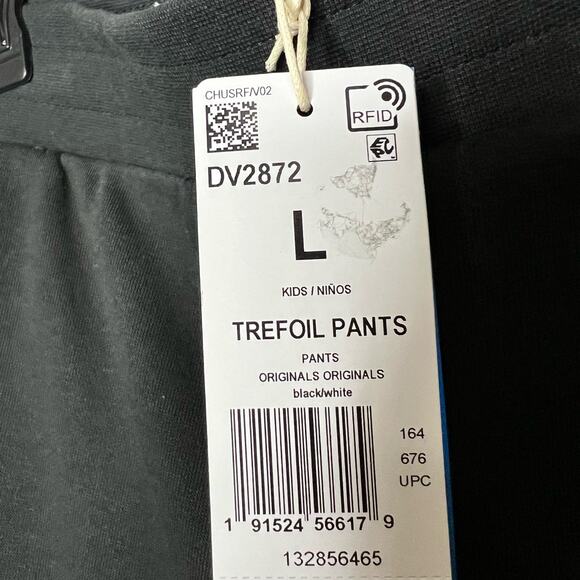 CHUSRF/V02
RFID
DV2872
L
KIDS / NIÑOS
TREFOIL PANTS
PANTS
ORIGINALS ORIGINALS
black/white
164
676
UPC
1 91524 56617 9
132856465